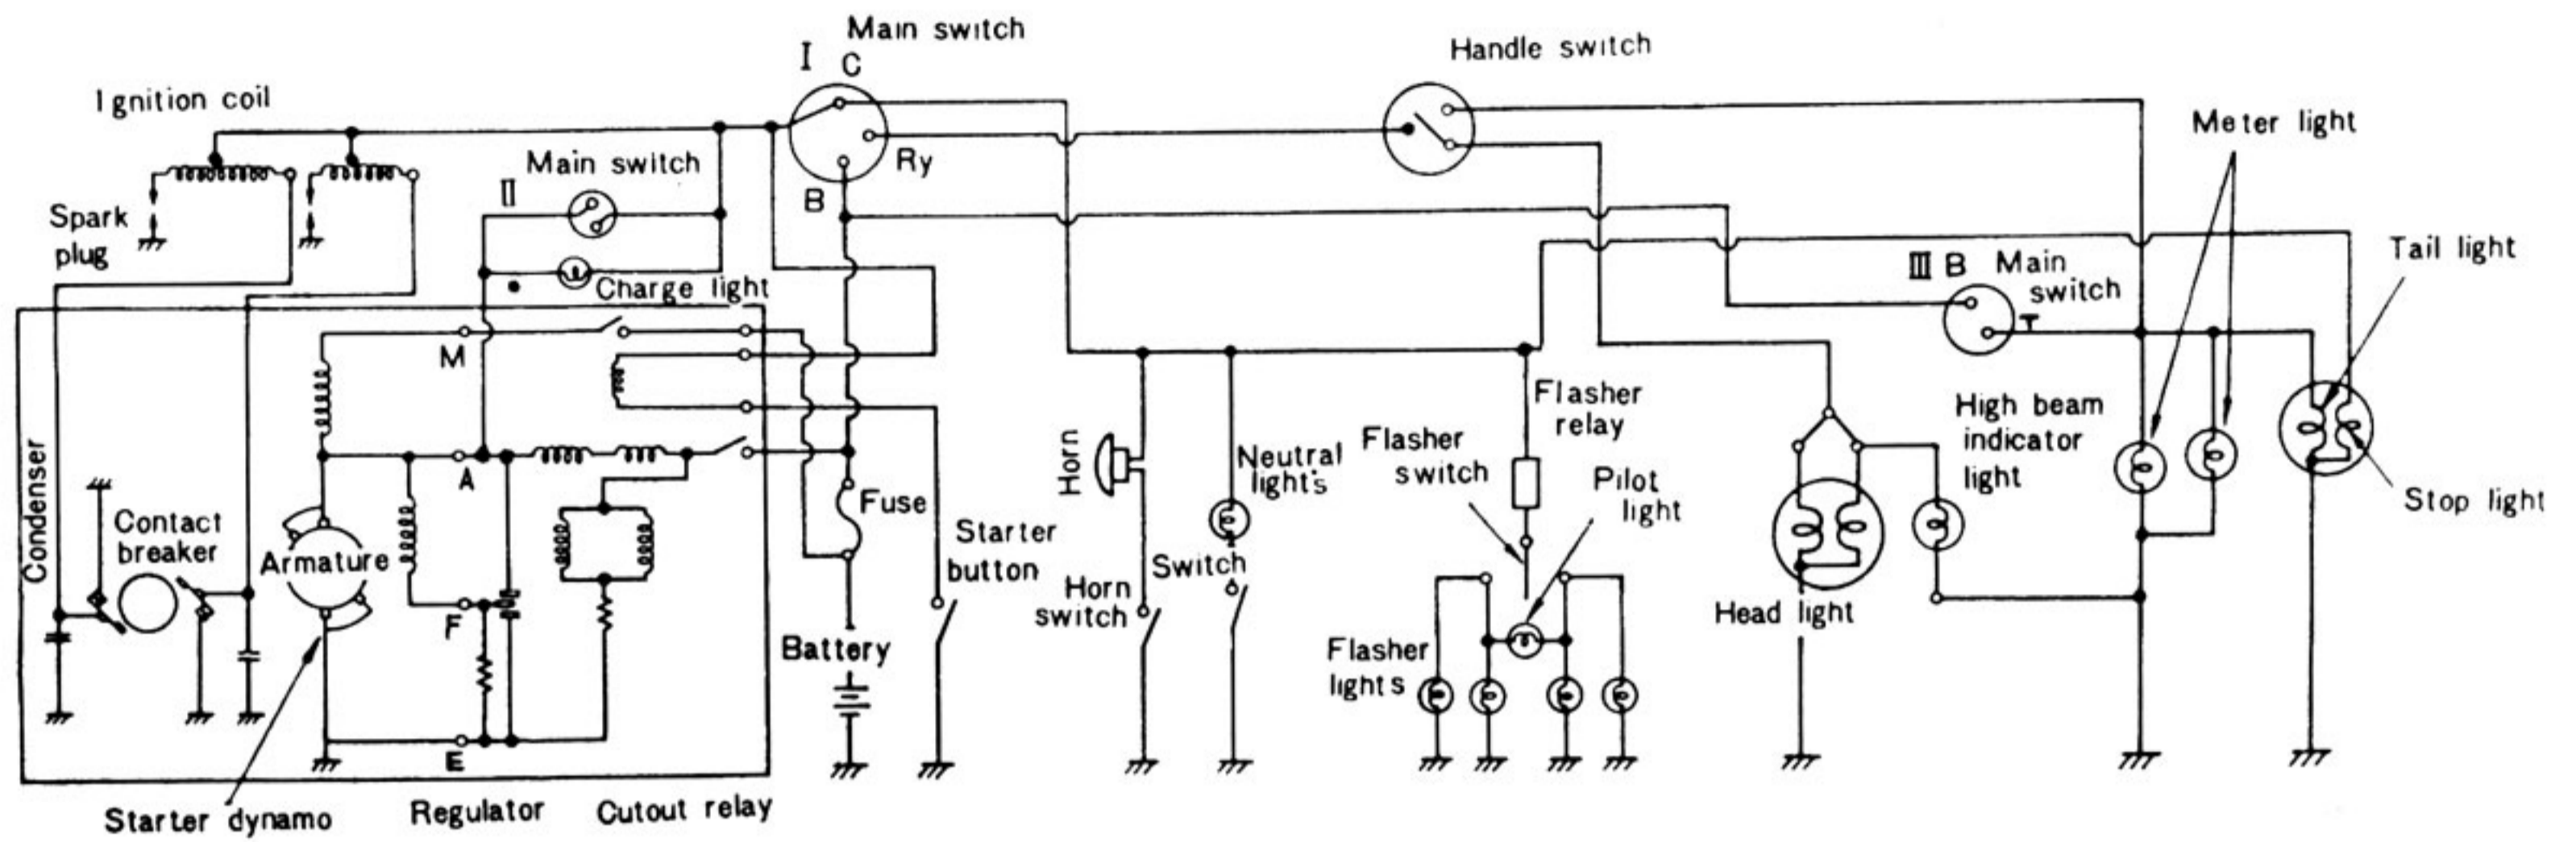 Main switch
I C
Handle switch
Ignition coil
Meter light
Main switch
II
Ry
B
Spark
plug
Tail light
III B Main
switch
T
Charge light
M
Flasher
relay
High beam
indicator
light
Condenser
A
Horn
Neutral
light's
Flasher
switch
Pilot
light
Stop light
Fuse
Contact
breaker
Armature
Starter
button
Switch
Horn
switch
Head light
F
Battery
Flasher
lights
E
Starter dynamo
Regulator
Cutout relay